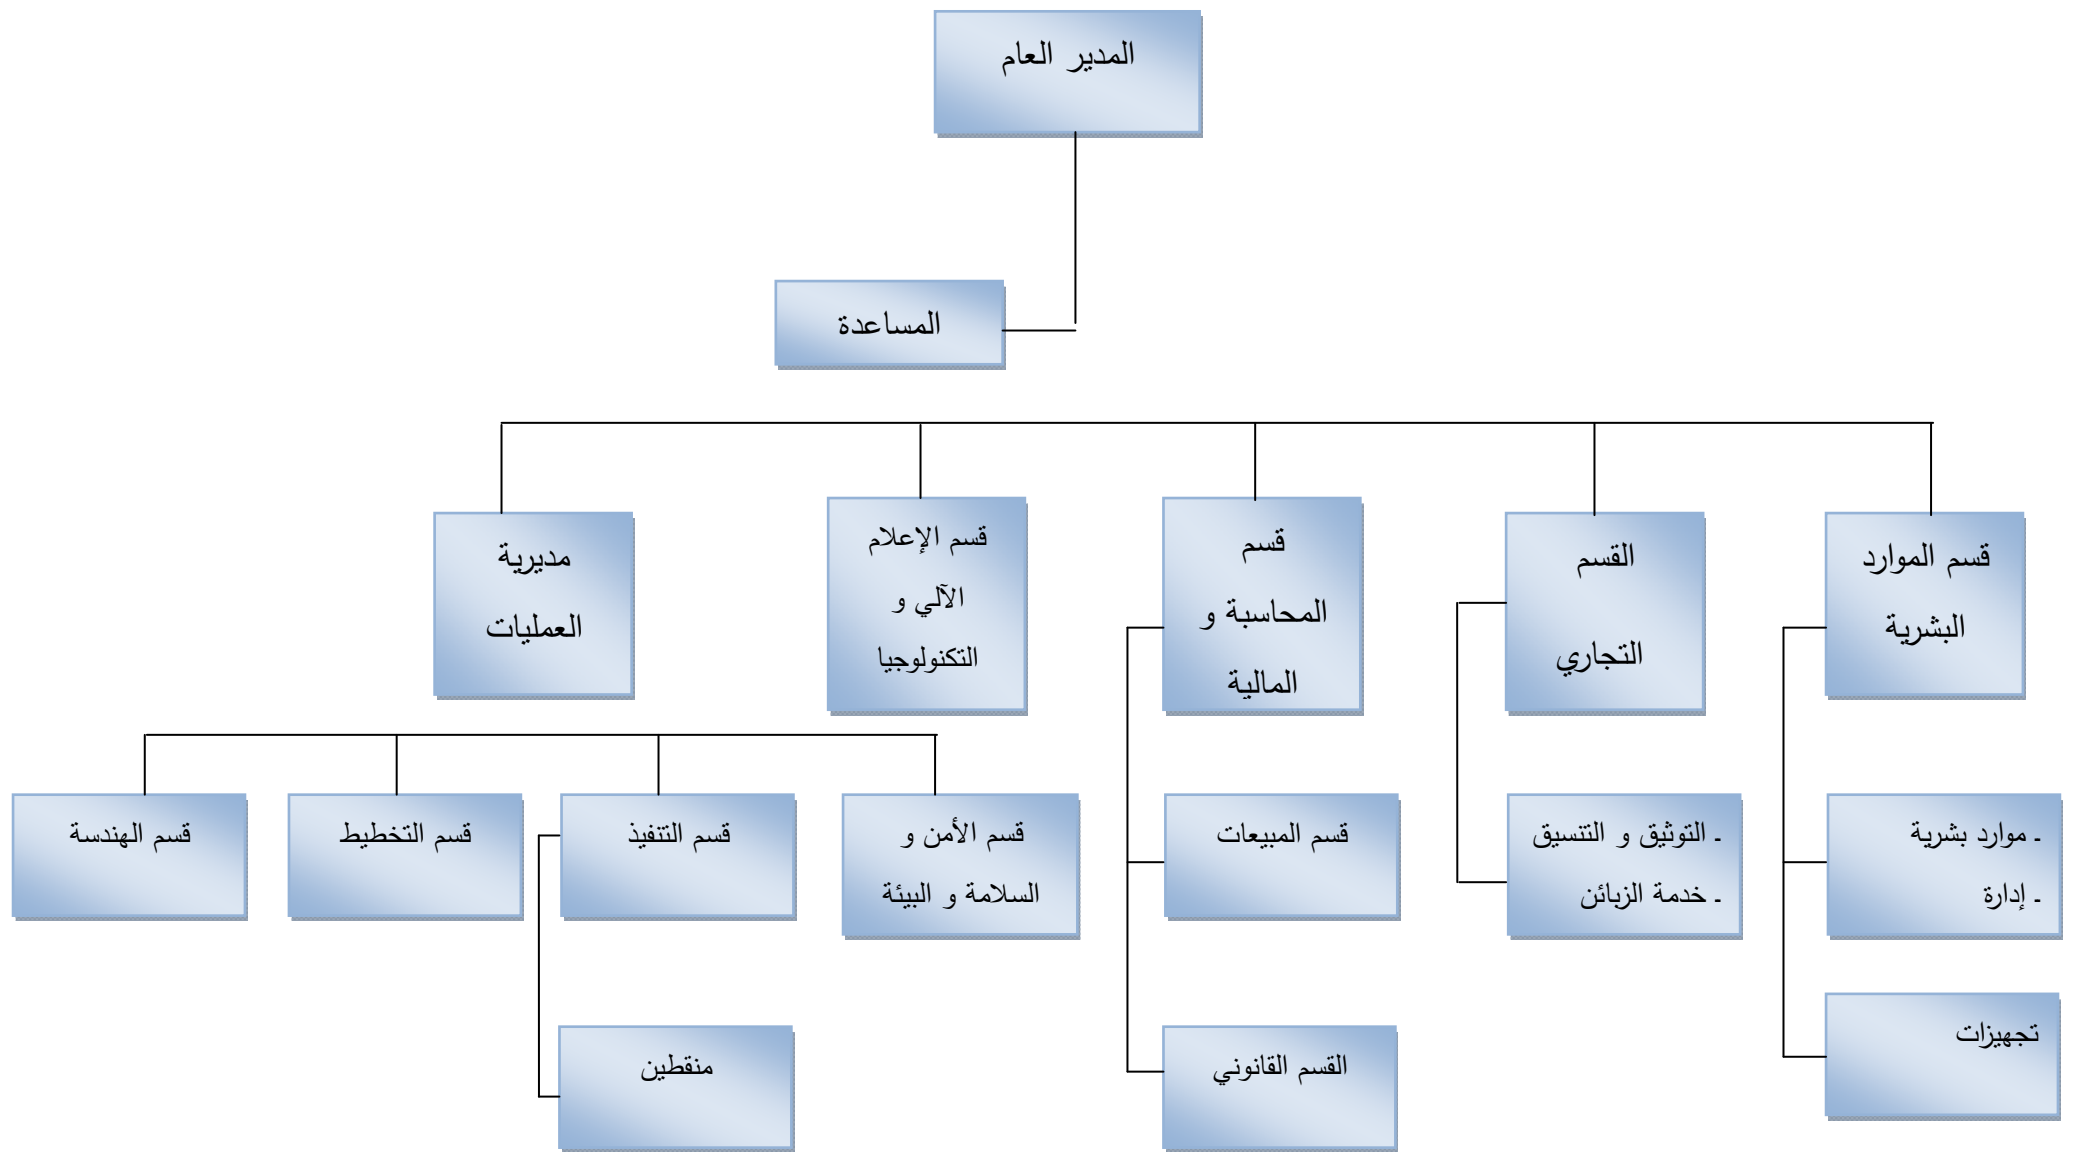 المدير العام
المساعدة
قسم الموارد
البشرية
القسم
التجاري
قسم
المحاسبة و
المالية
قسم الإعلام
الآلي و
التكنولوجيا
مديرية
العمليات
- موارد بشرية
- إدارة
- التوثيق و التنسيق
- خدمة الزبائن
قسم المبيعات
قسم الأمن و
السلامة و البيئة
قسم التنفيذ
قسم التخطيط
قسم الهندسة
تجهيزات
القسم القانوني
منقطين